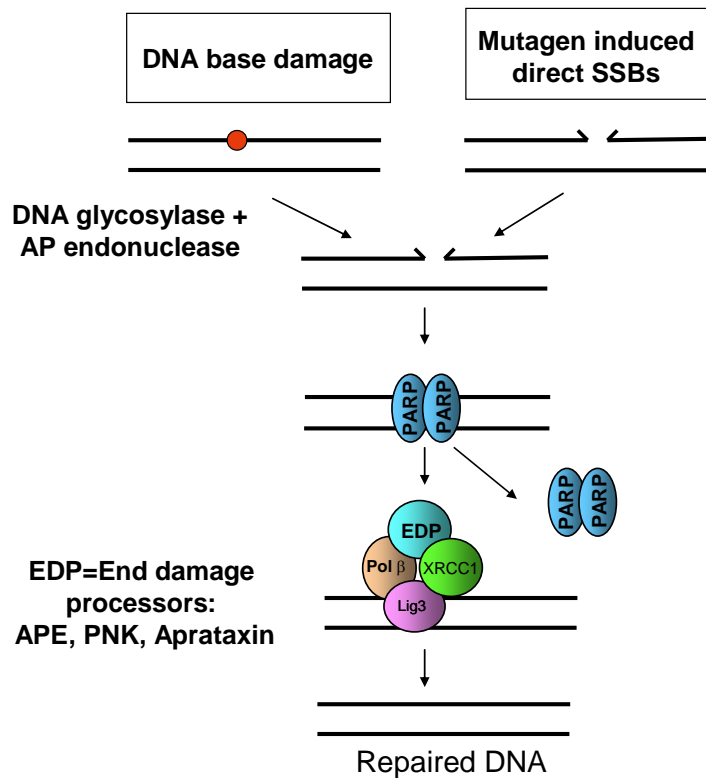 DNA base damage
Mutagen induced
direct SSBs
DNA glycosylase +
AP endonuclease
PARP
PARP
PARP
PARP
EDP
Pol β
XRCC1
Lig3
EDP=End damage
processors:
APE, PNK, Aprataxin
Repaired DNA